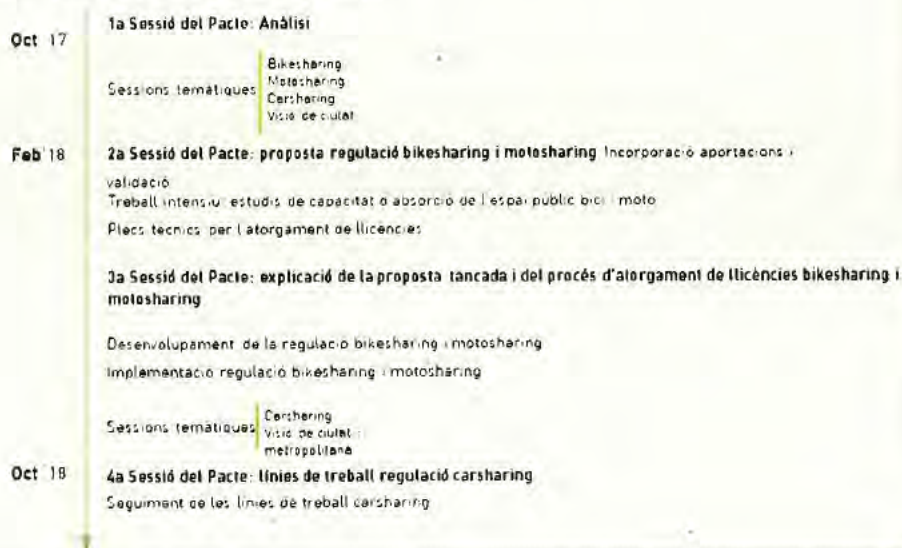 1a Sessió del Pacte: Anàlisi
Oct 17
Bikesharing
Motosharing
Sessions temàtiques
Carsharing
Visió de ciutat
Feb'18
2a Sessió del Pacte: proposta regulació bikesharing i motosharing Incorporació aportacions i
validació
Treball intensiu: estudis de capacitat d'absorció de l'espai públic bici i moto
Plecs tècnics per l'atorgament de llicències
3a Sessió del Pacte: explicació de la proposta tancada i del procés d'atorgament de llicències bikesharing i
motosharing
Desenvolupament de la regulació bikesharing i motosharing
Implementació regulació bikesharing i motosharing
Carsharing
Sessions temàtiques
Visió de ciutat i
metropolitana
Oct '18
4a Sessió del Pacte: línies de treball regulació carsharing
Seguiment de les línies de treball carsharing